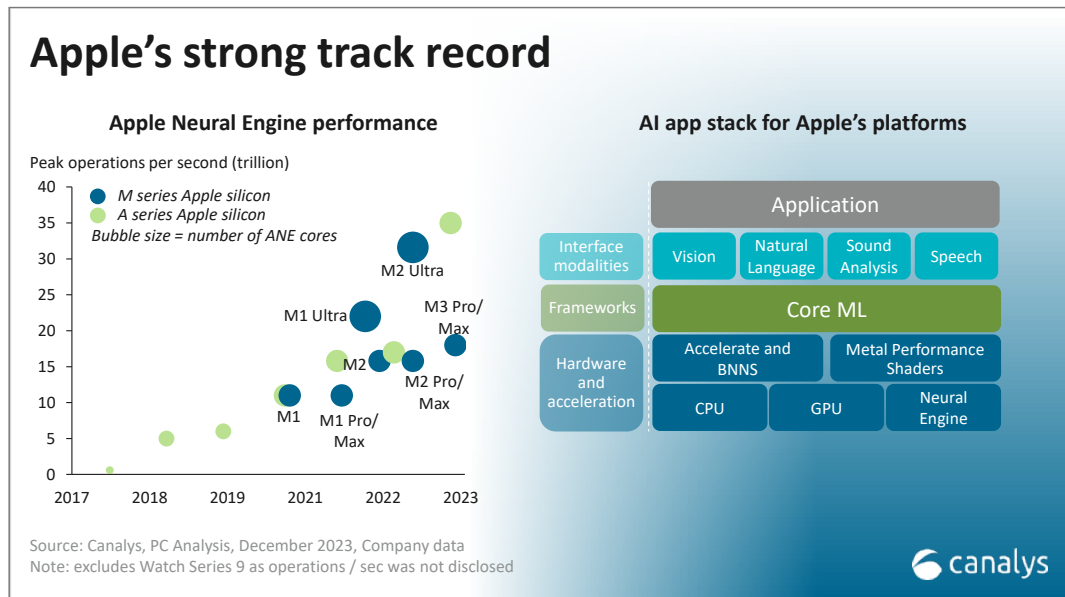 Apple's strong track record
Apple Neural Engine performance
Peak operations per second (trillion)
40
35
30
25
20
15
10
5
0
M series Apple silicon
A series Apple silicon
Bubble size = number of ANE cores
M2 Ultra
M1 Ultra
M3 Pro/
Max
M2
M2 Pro/
Max
M1
M1 Pro/
Max
2017
2018
2019
2021
2022
2023
AI app stack for Apple's platforms
Application
Interface
modalities
Vision
Natural
Language
Sound
Analysis
Speech
Frameworks
Core ML
Hardware
and
acceleration
Accelerate and
BNNS
Metal Performance
Shaders
CPU
GPU
Neural
Engine
Source: Canalys, PC Analysis, December 2023, Company data
Note: excludes Watch Series 9 as operations / sec was not disclosed
canalys